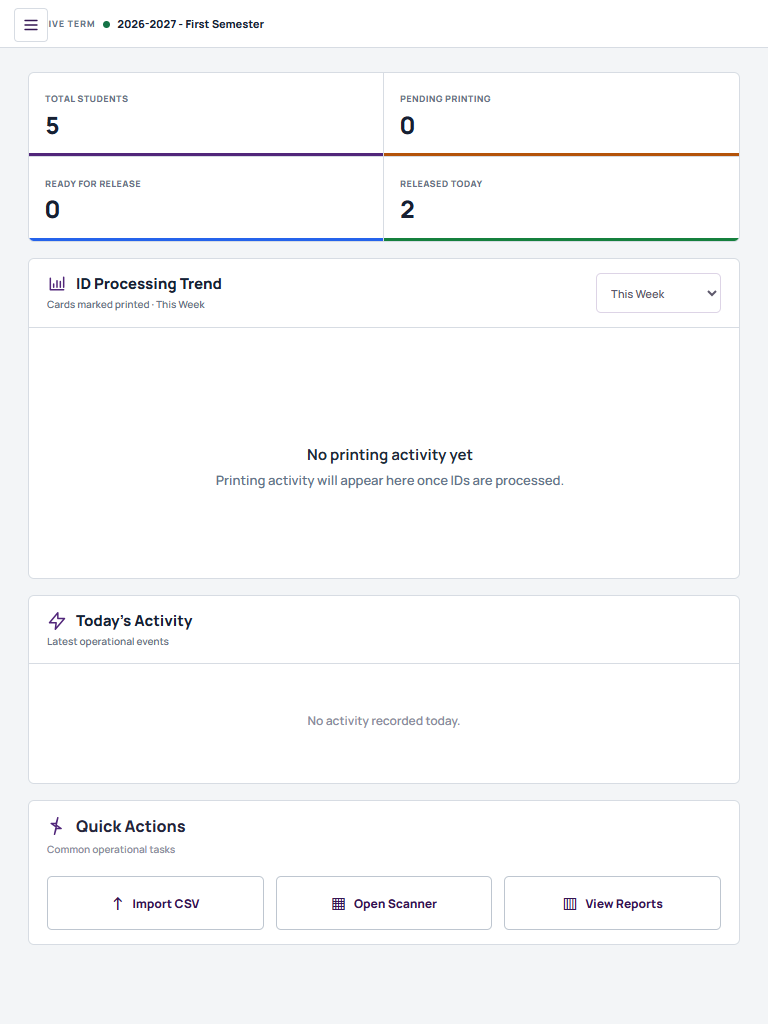 IVE TERM 2026-2027 - First Semester
TOTAL STUDENTS
5
PENDING PRINTING
0
READY FOR RELEASE
0
RELEASED TODAY
2
ID Processing Trend
Cards marked printed · This Week
This Week
No printing activity yet
Printing activity will appear here once IDs are processed.
Today's Activity
Latest operational events
No activity recorded today.
Quick Actions
Common operational tasks
Import CSV
Open Scanner
View Reports